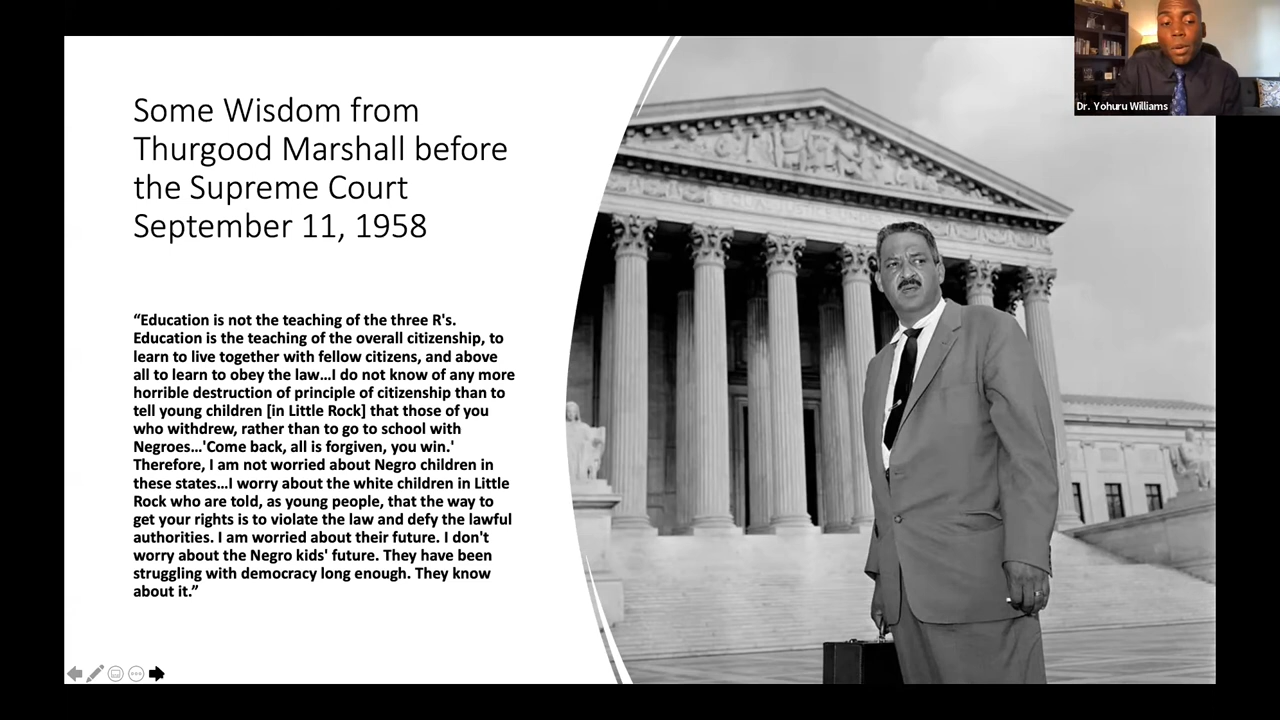 Some Wisdom from
Thurgood Marshall before
the Supreme Court
September 11, 1958
“Education is not the teaching of the three R's.
Education is the teaching of the overall citizenship, to
learn to live together with fellow citizens, and above
all to learn to obey the law…I do not know of any more
horrible destruction of principle of citizenship than to
tell young children [in Little Rock] that those of you
who withdrew, rather than to go to school with
Negroes…'Come back, all is forgiven, you win.'
Therefore, I am not worried about Negro children in
these states…I worry about the white children in Little
Rock who are told, as young people, that the way to
get your rights is to violate the law and defy the lawful
authorities. I am worried about their future. I don't
worry about the Negro kids' future. They have been
struggling with democracy long enough. They know
about it.”
Dr. Yohuru Williams